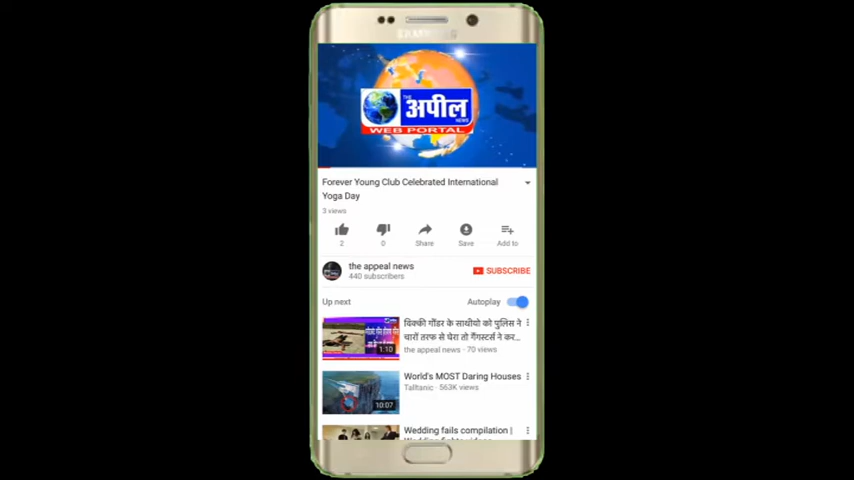 SAMSUNG
THE
अपील
NEWS
WEB PORTAL
Forever Young Club Celebrated International
Yoga Day
3 views
2
0
Share
Save
Add to
the appeal news
440 subscribers
SUBSCRIBE
Up next
Autoplay
विक्की गोंडर के साथीयो को पुलिस ने
चारों तरफ से घेरा तो गैंगस्टर्स ने कर...
the appeal news · 70 views
1:10
World's MOST Daring Houses
Talltanic · 563K views
10:07
Wedding fails compilation |